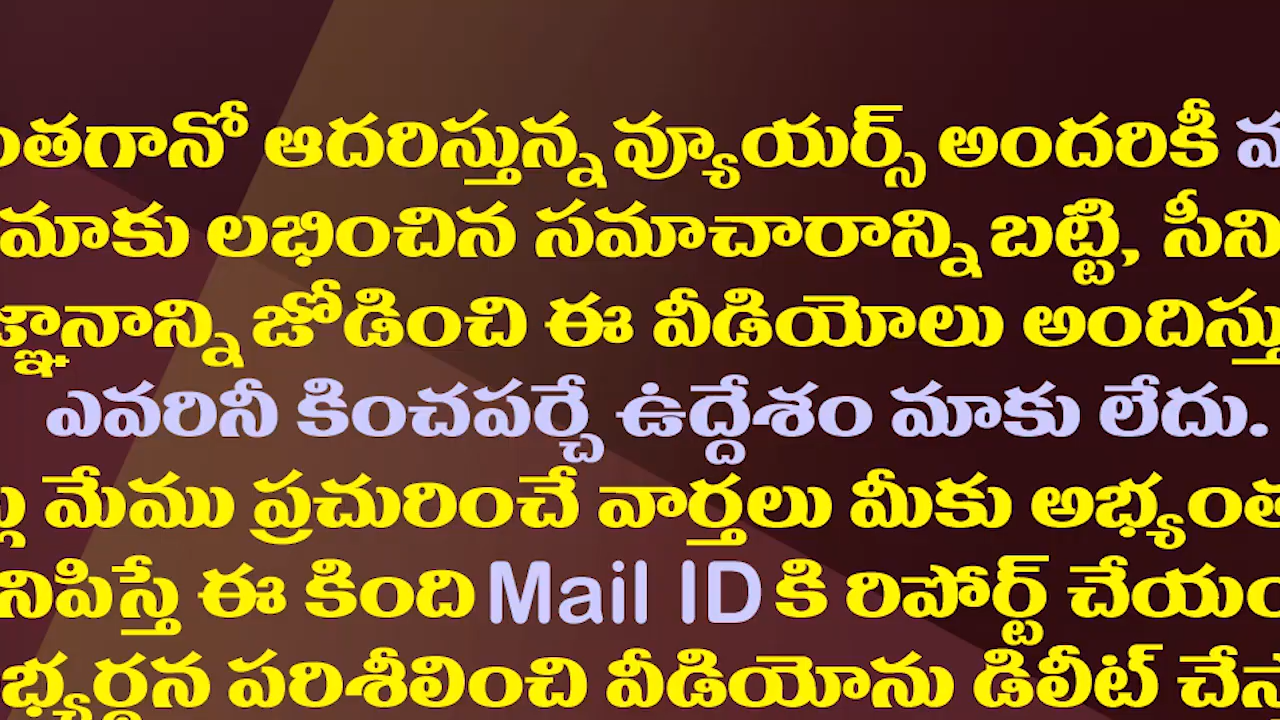 ఆదరిస్తున్న వ్యూయర్స్ అందరికీ
మాకు లభించిన సమాచారాన్ని బట్టి,
జోడించి ఈ వీడియోలు
ఎవరినీ కించపర్చే ఉద్దేశం మాకు లేదు.
మేము ప్రచురించే వార్తలు మీకు
ఈ కింది Mail ID కి రిపోర్ట్
పరిశీలించి వీడియోను డిలీట్